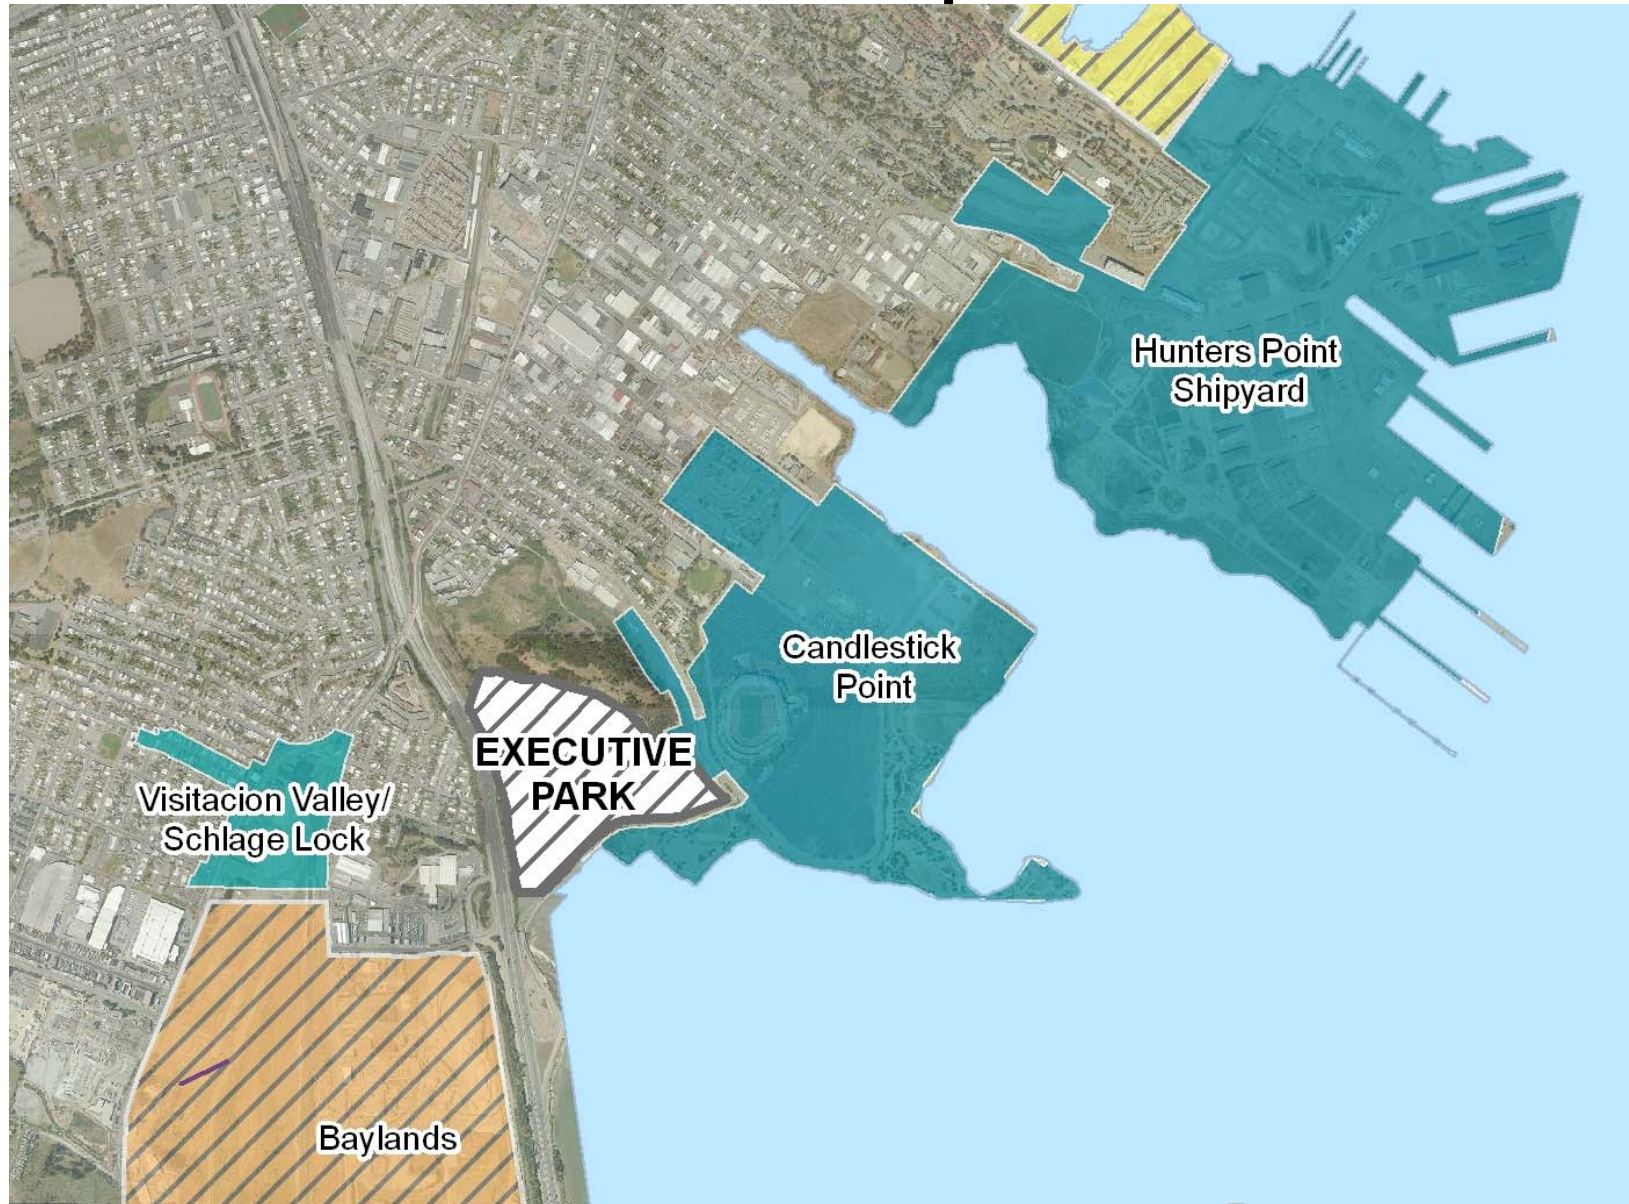 Hunters Point
Shipyard
Candlestick
Point
EXECUTIVE
PARK
Visitacion Valley/
Schlage Lock
Baylands